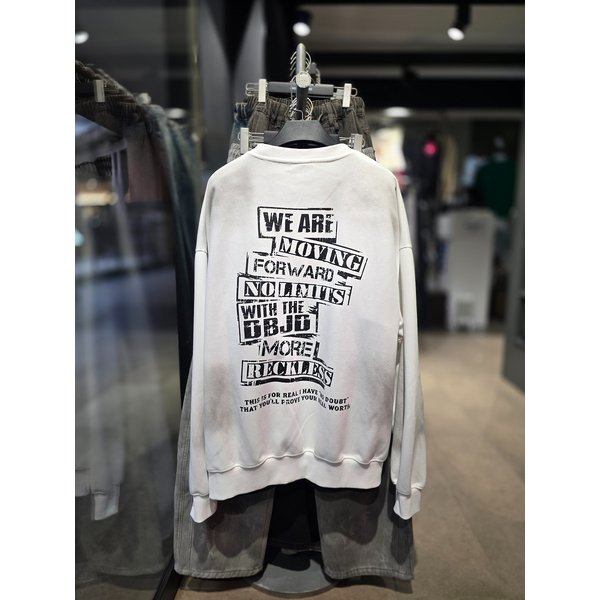 WE ARE
MOVING
FORWARD
NO LIMITS
WITH THE
DBJD
MORE
RECKLESS
THIS IS FOR REAL I HAVE NO DOUBT
THAT YOU'LL PROVE YOUR REAL WORTH